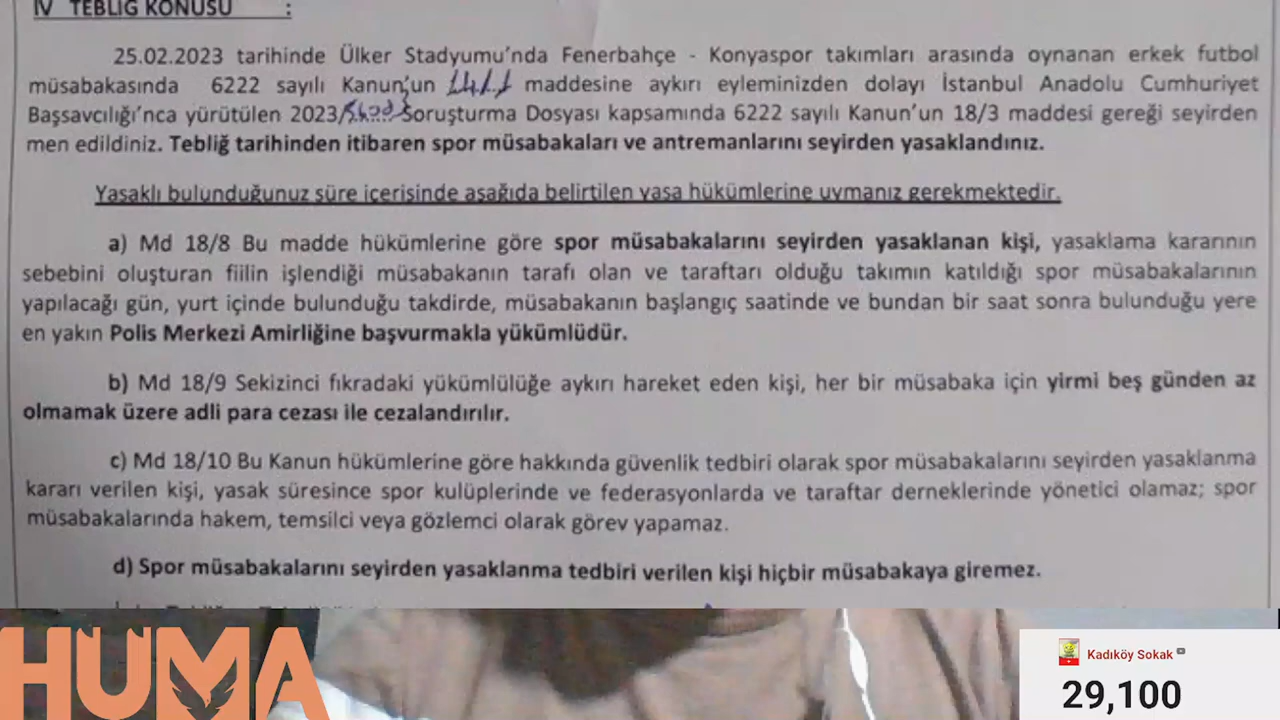 IV TEBLİĞ KONUSU :
25.02.2023 tarihinde Ülker Stadyumu'nda Fenerbahçe - Konyaspor takımları arasında oynanan erkek futbol
müsabakasında 6222 sayılı Kanun'un maddesine aykırı eyleminizden dolayı İstanbul Anadolu Cumhuriyet
Başsavcılığı'nca yürütülen 2023/ Soruşturma Dosyası kapsamında 6222 sayılı Kanun'un 18/3 maddesi gereği seyirden
men edildiniz. Tebliğ tarihinden itibaren spor müsabakaları ve antremanlarını seyirden yasaklandınız.
Yasaklı bulunduğunuz süre içerisinde aşağıda belirtilen yasa hükümlerine uymanız gerekmektedir.
a) Md 18/8 Bu madde hükümlerine göre spor müsabakalarını seyirden yasaklanan kişi, yasaklama kararının
sebebini oluşturan fiilin işlendiği müsabakanın tarafı olan ve taraftarı olduğu takımın katıldığı spor müsabakalarının
yapılacağı gün, yurt içinde bulunduğu takdirde, müsabakanın başlangıç saatinde ve bundan bir saat sonra bulunduğu yere
en yakın Polis Merkezi Amirliğine başvurmakla yükümlüdür.
b) Md 18/9 Sekizinci fıkradaki yükümlülüğe aykırı hareket eden kişi, her bir müsabaka için yirmi beş günden az
olmamak üzere adli para cezası ile cezalandırılır.
c) Md 18/10 Bu Kanun hükümlerine göre hakkında güvenlik tedbiri olarak spor müsabakalarını seyirden yasaklanma
kararı verilen kişi, yasak süresince spor kulüplerinde ve federasyonlarda ve taraftar derneklerinde yönetici olamaz; spor
müsabakalarında hakem, temsilci veya gözlemci olarak görev yapamaz.
d) Spor müsabakalarını seyirden yasaklanma tedbiri verilen kişi hiçbir müsabakaya giremez.
HUMA
Kadıköy Sokak
29,100